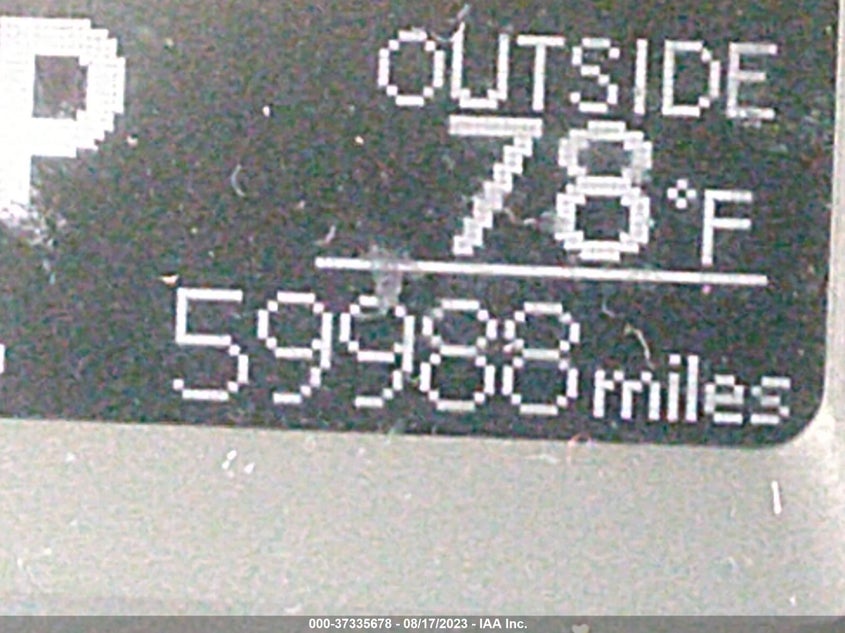 P
OUTSIDE
78°F
59988 miles
000-37335678 - 08/17/2023 - IAA Inc.